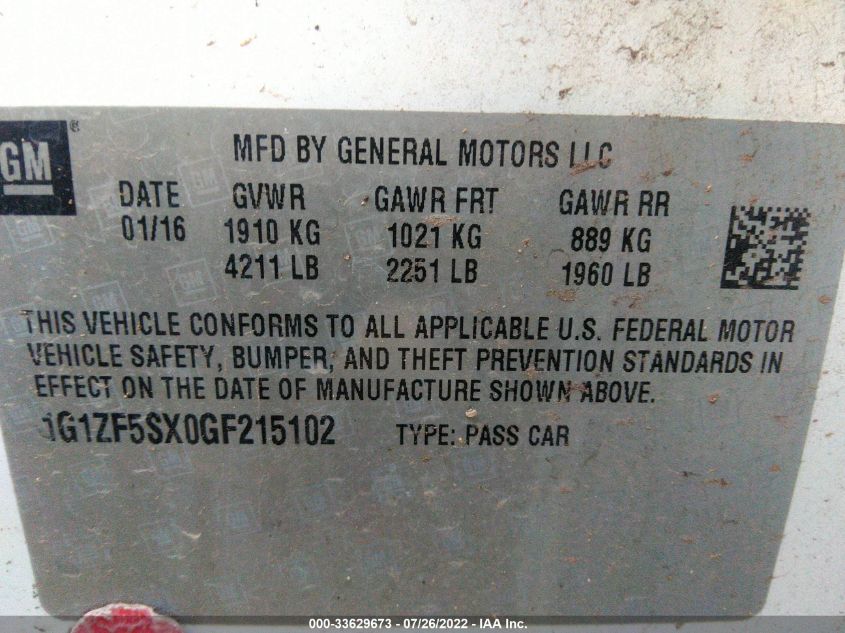 GM
MFD BY GENERAL MOTORS LLC
DATE GVWR GAWR FRT GAWR RR
01/16 1910 KG 1021 KG 889 KG
4211 LB 2251 LB 1960 LB
THIS VEHICLE CONFORMS TO ALL APPLICABLE U.S. FEDERAL MOTOR
VEHICLE SAFETY, BUMPER, AND THEFT PREVENTION STANDARDS IN
EFFECT ON THE DATE OF MANUFACTURE SHOWN ABOVE.
1G1ZF5SX0GF215102 TYPE: PASS CAR
000-33629673 - 07/26/2022 - IAA Inc.